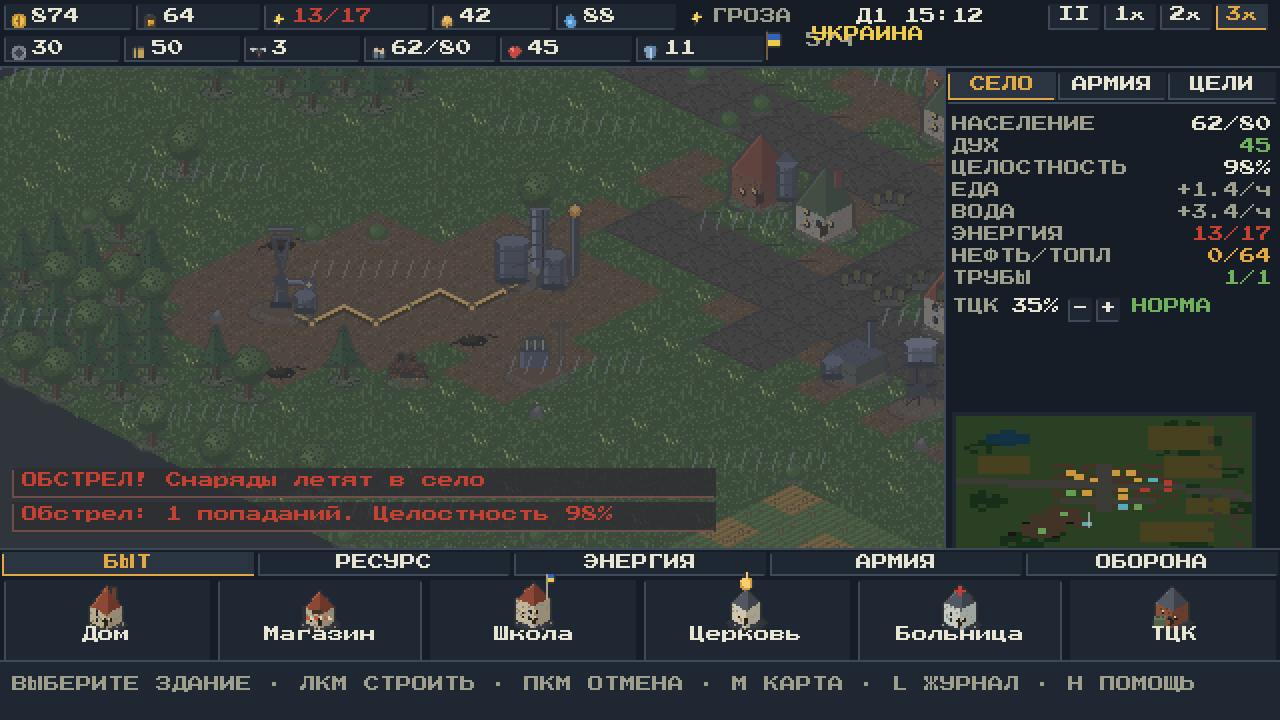 874 64 13/17 42 88 ГРОЗА Д1 15:12 II 1x 2x 3x
30 50 3 62/80 45 11 УКРАИНА
СЕЛО АРМИЯ ЦЕЛИ
НАСЕЛЕНИЕ 62/80
ДУХ 45
ЦЕЛОСТНОСТЬ 98%
ЕДА +1.4/ч
ВОДА +3.4/ч
ЭНЕРГИЯ 13/17
НЕФТЬ/ТОПЛ 0/64
ТРУБЫ 1/1
ТЦК 35% − + НОРМА
ОБСТРЕЛ! Снаряды летят в село
Обстрел: 1 попаданий. Целостность 98%
БЫТ РЕСУРС ЭНЕРГИЯ АРМИЯ ОБОРОНА
Дом Магазин Школа Церковь Больница ТЦК
ВЫБЕРИТЕ ЗДАНИЕ · ЛКМ СТРОИТЬ · ПКМ ОТМЕНА · М КАРТА · L ЖУРНАЛ · Н ПОМОЩЬ